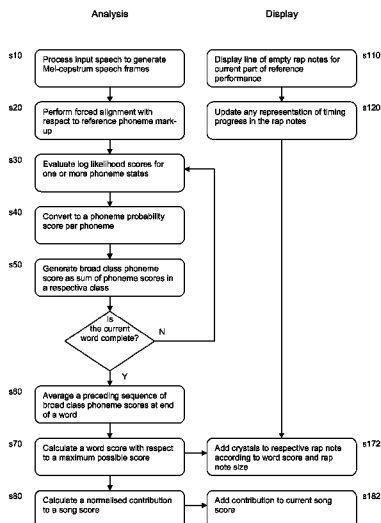 Analysis
Display
s10
Process input speech to generate
Mel-cepstrum speech frames
Display line of empty rap notes for
current part of reference
performance
s110
s20
Perform forced alignment with
respect to reference phoneme mark-
up
Update any representation of timing
progress in the rap notes
s120
s30
Evaluate log likelihood scores for
one or more phoneme states
s40
Convert to a phoneme probability
score per phoneme
s50
Generate broad class phoneme
score as sum of phoneme scores in
a respective class
Is
the current
word complete?
N
Y
s60
Average a preceding sequence of
broad class phoneme scores at end
of a word
s70
Calculate a word score with respect
to a maximum possible score
Add crystals to respective rap note
according to word score and rap
note size
s172
s80
Calculate a normalised contribution
to a song score
Add contribution to current song
score
s182